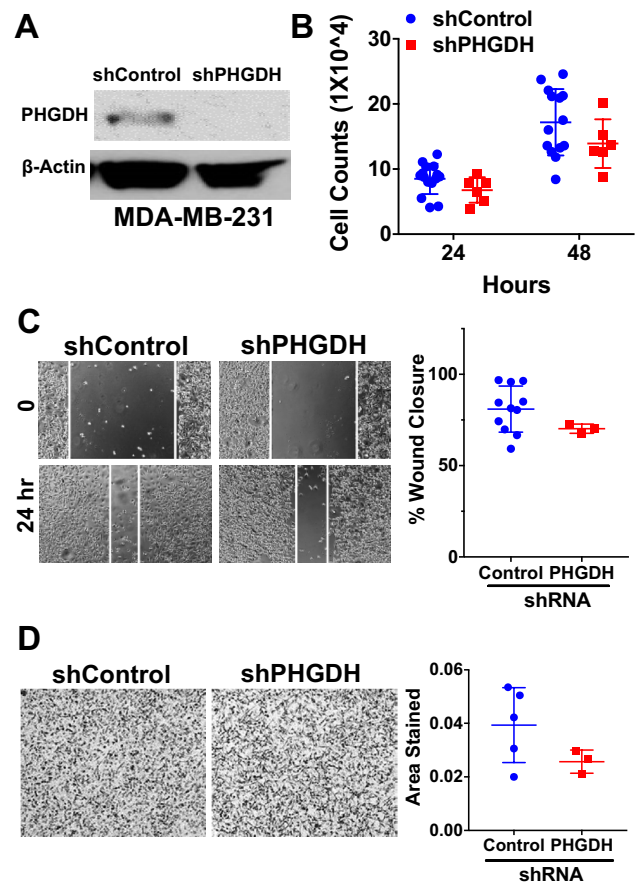 A
shControl shPHGDH
PHGDH
β-Actin
MDA-MB-231
B
shControl
shPHGDH
Cell Counts (1X10^4)
30
20
10
0
24
48
Hours
C
shControl
shPHGDH
0
24 hr
% Wound Closure
100
50
0
Control PHGDH
shRNA
D
shControl
shPHGDH
Area Stained
0.06
0.04
0.02
0.00
Control PHGDH
shRNA